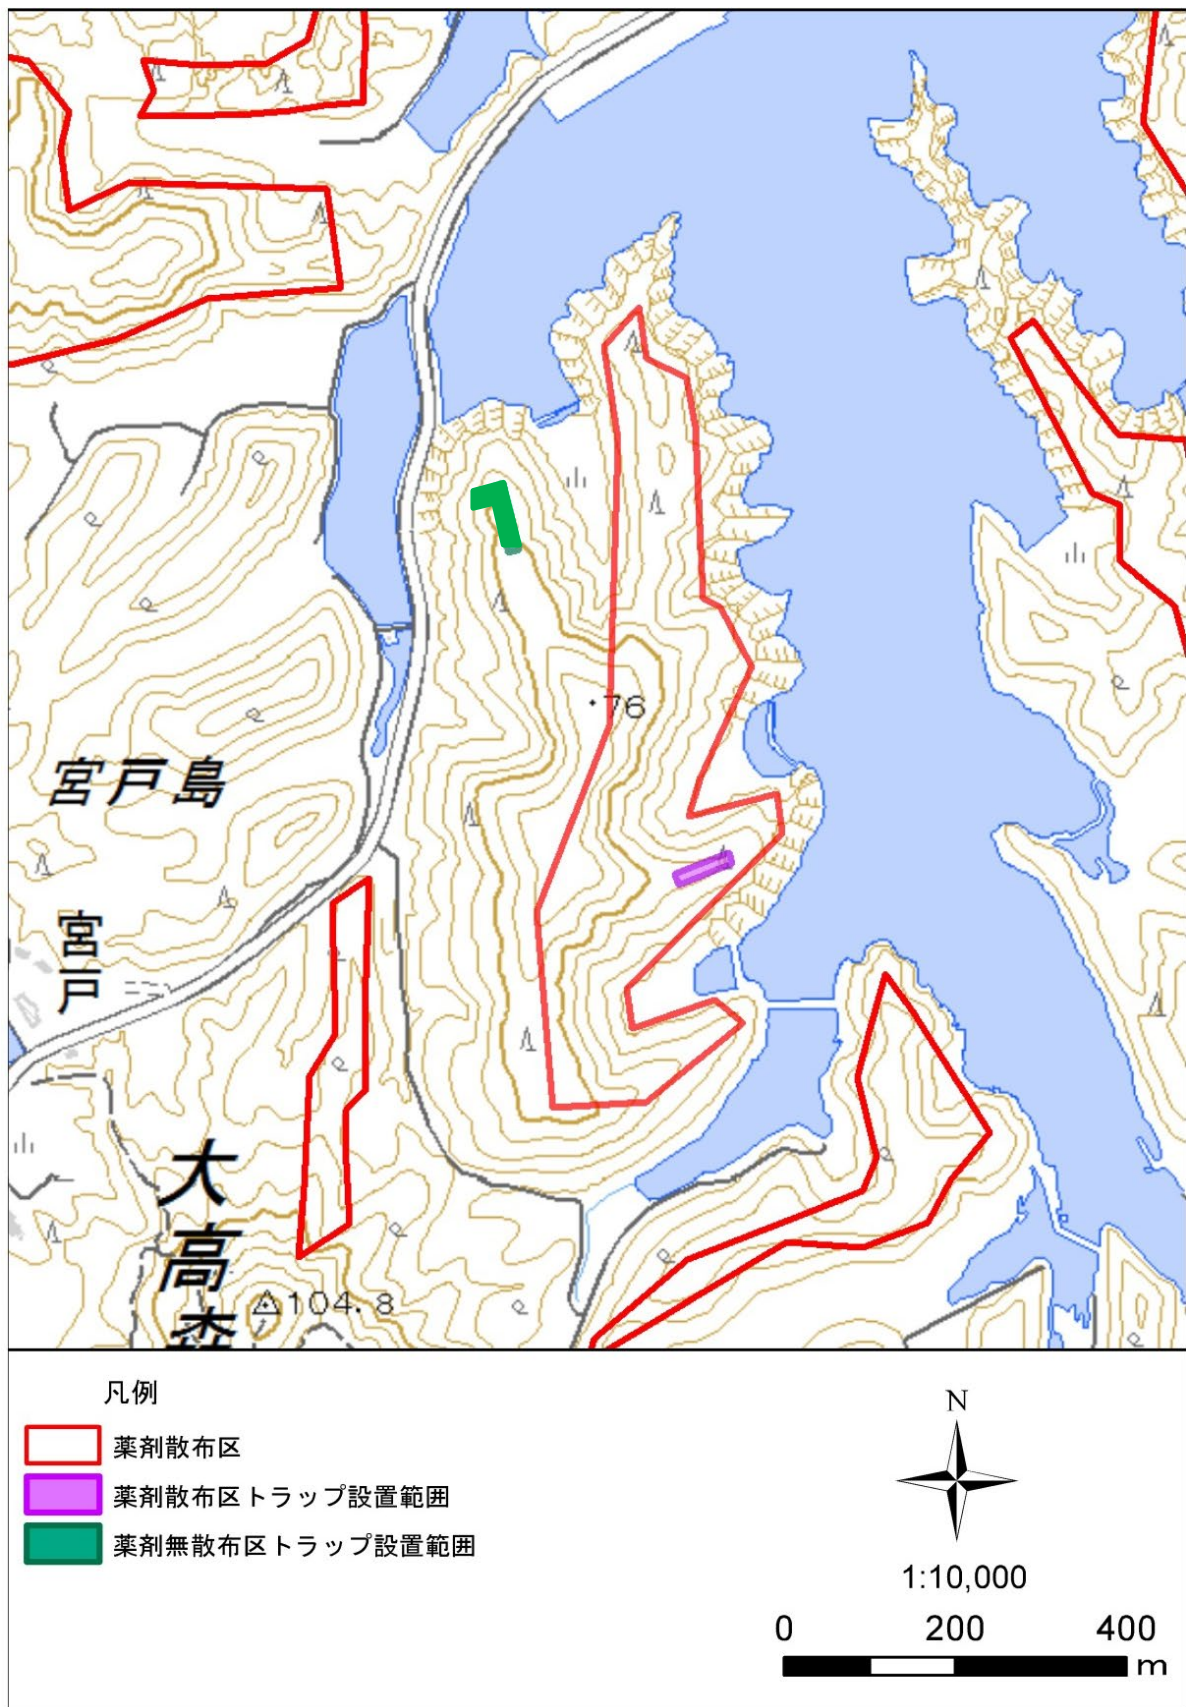 ・76
宮戸島
宮戸
大高森
104.8
凡例
薬剤散布区
薬剤散布区トラップ設置範囲
薬剤無散布区トラップ設置範囲
N
1:10,000
0 200 400
m